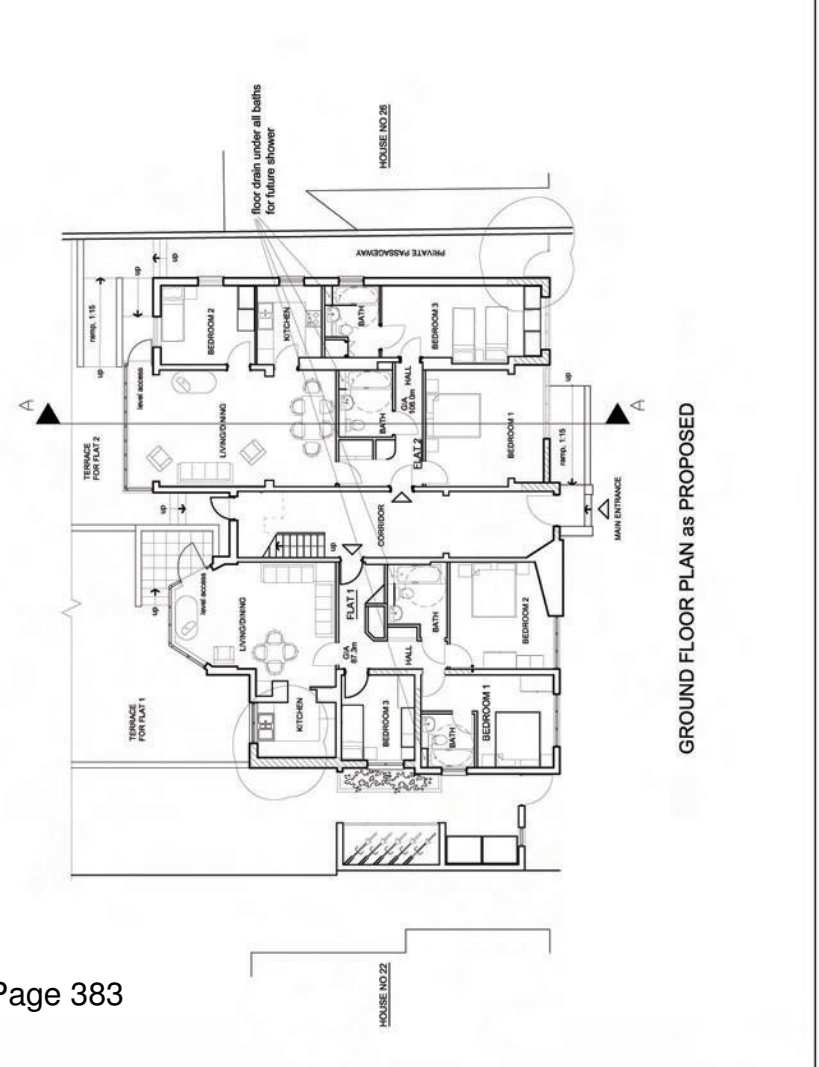 floor drain under all baths
for future shower
HOUSE NO 26
PRIVATE PASSAGEWAY
up
up
ramp, 1:15
up
level access
BEDROOM 2
KITCHEN
BATH
BEDROOM 3
HALL
GIA
106.0m
A
TERRACE
FOR FLAT 2
LIVING/DINING
BATH
FLAT 2
BEDROOM 1
ramp, 1:15
up
A
up
CORRIDOR
up
MAIN ENTRANCE
up
level access
LIVING/DINING
FLAT 1
GIA
87.3m
HALL
BATH
BEDROOM 2
TERRACE
FOR FLAT 1
KITCHEN
BEDROOM 3
BATH
BEDROOM 1
GROUND FLOOR PLAN as PROPOSED
HOUSE NO 22
Page 383